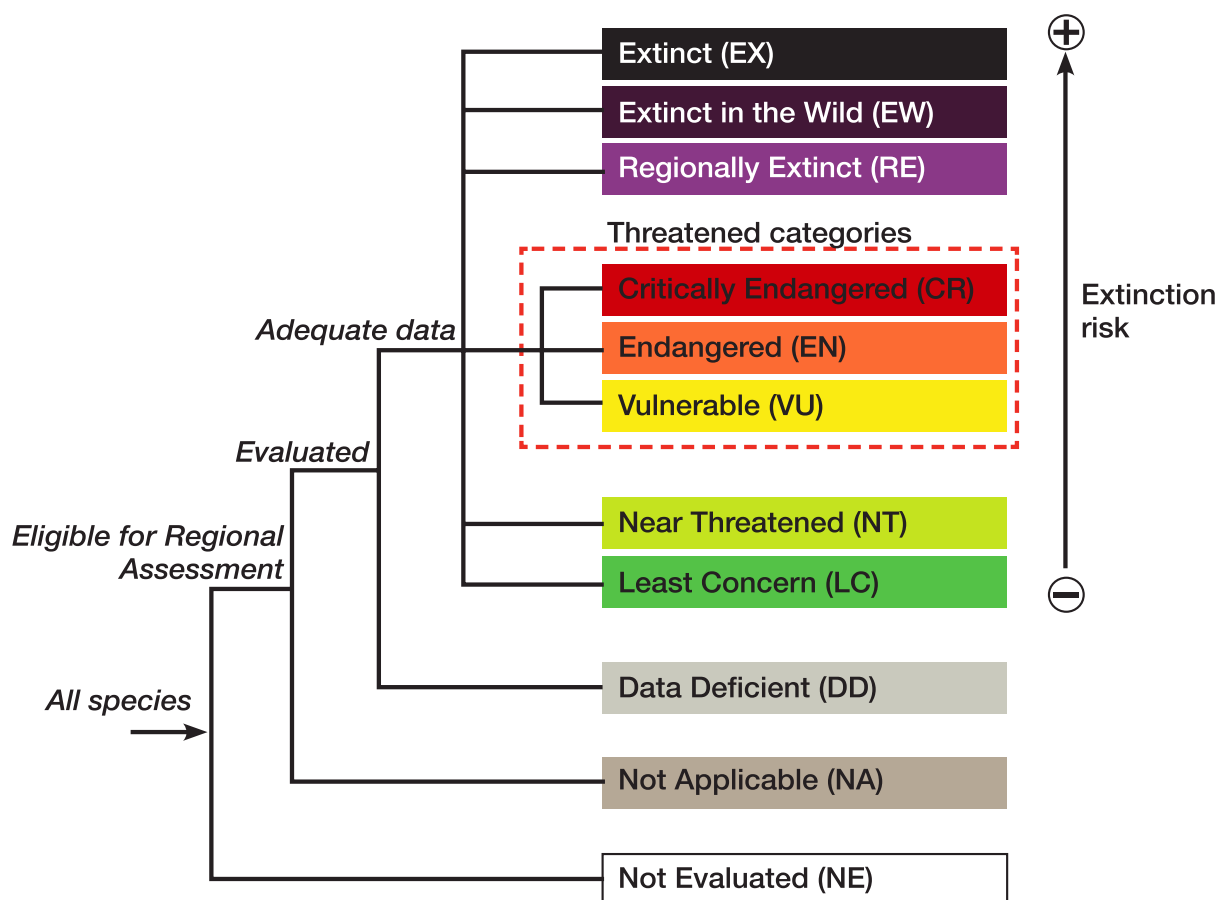 Extinct (EX)
Extinct in the Wild (EW)
Regionally Extinct (RE)
Threatened categories
Critically Endangered (CR)
Endangered (EN)
Vulnerable (VU)
Near Threatened (NT)
Least Concern (LC)
Data Deficient (DD)
Not Applicable (NA)
Not Evaluated (NE)
Adequate data
Evaluated
Eligible for Regional
Assessment
All species
+
Extinction
risk
−